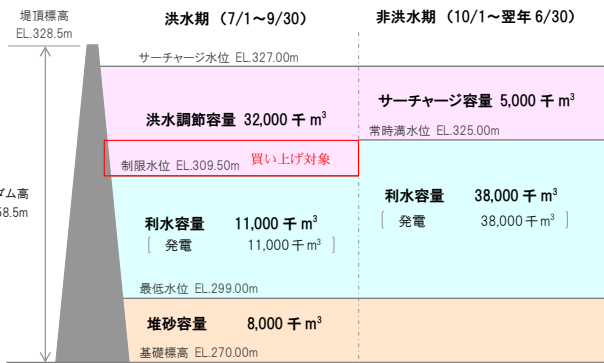 堤頂標高
EL.328.5m
洪水期 （7/1～9/30）
非洪水期 （10/1～翌年 6/30）
サーチャージ水位 EL.327.00m
洪水調節容量 32,000 千 m³
サーチャージ容量 5,000 千 m³
常時満水位 EL.325.00m
制限水位 EL.309.50m
買い上げ対象
ダム高
58.5m
利水容量 11,000 千 m³
［ 発電 11,000 千 m³ ］
利水容量 38,000 千 m³
［ 発電 38,000 千 m³ ］
最低水位 EL.299.00m
堆砂容量 8,000 千 m³
基礎標高 EL.270.00m